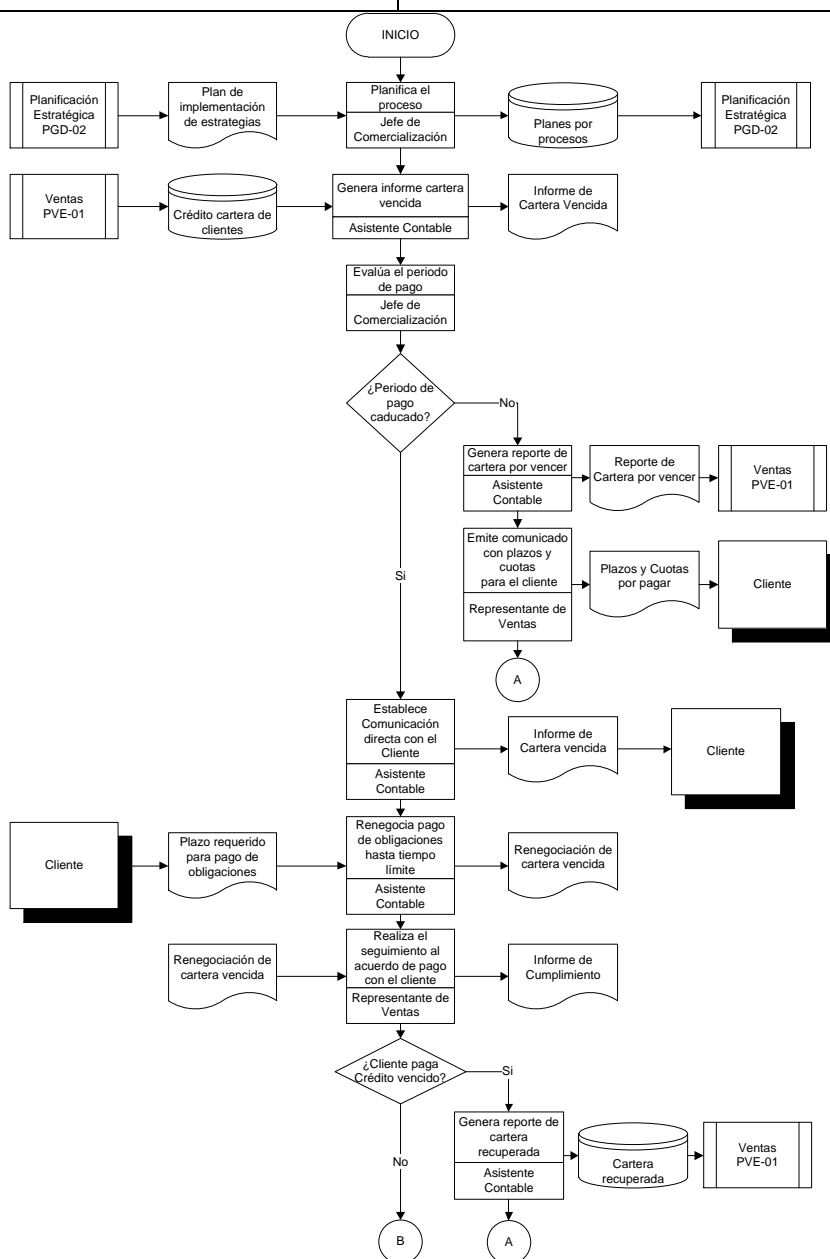 INICIO
Planificación
Estratégica
PGD-02
Plan de
implementación
de estrategias
Planifica el
proceso
Jefe de
Comercialización
Planes por
procesos
Planificación
Estratégica
PGD-02
Ventas
PVE-01
Crédito cartera de
clientes
Genera informe cartera
vencida
Asistente Contable
Informe de
Cartera Vencida
Evalúa el periodo
de pago
Jefe de
Comercialización
¿Periodo de
pago
caducado?
No
Genera reporte de
cartera por vencer
Asistente
Contable
Reporte de
Cartera por vencer
Ventas
PVE-01
Emite comunicado
con plazos y
cuotas
para el cliente
Representante de
Ventas
Plazos y Cuotas
por pagar
Cliente
Si
A
Establece
Comunicación
directa con el
Cliente
Asistente
Contable
Informe de
Cartera vencida
Cliente
Cliente
Plazo requerido
para pago de
obligaciones
Renegocia pago
de obligaciones
hasta tiempo
límite
Asistente
Contable
Renegociación de
cartera vencida
Renegociación de
cartera vencida
Realiza el
seguimiento al
acuerdo de pago
con el cliente
Representante de
Ventas
Informe de
Cumplimiento
¿Cliente paga
Crédito vencido?
Si
Genera reporte de
cartera
recuperada
Asistente
Contable
Cartera
recuperada
Ventas
PVE-01
No
B
A